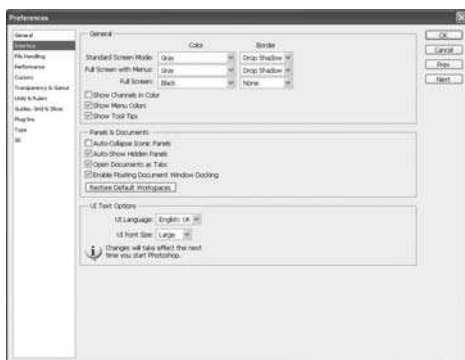 Preferences
General
Interface
File Handling
Performance
Cursors
Transparency & Gamut
Units & Rulers
Guides, Grid & Slices
Plug-Ins
Type
3D
General
Color Border
Standard Screen Mode: Gray Drop Shadow
Full Screen with Menus: Gray Drop Shadow
Full Screen: Black None
Show Channels in Color
Show Menu Colors
Show Tool Tips
Panels & Documents
Auto-Collapse Iconic Panels
Auto-Show Hidden Panels
Open Documents as Tabs
Enable Floating Document Window Docking
Restore Default Workspaces
UI Text Options
UI Language: English: UK
UI Font Size: Large
Changes will take effect the next
time you start Photoshop.
OK
Cancel
Prev
Next